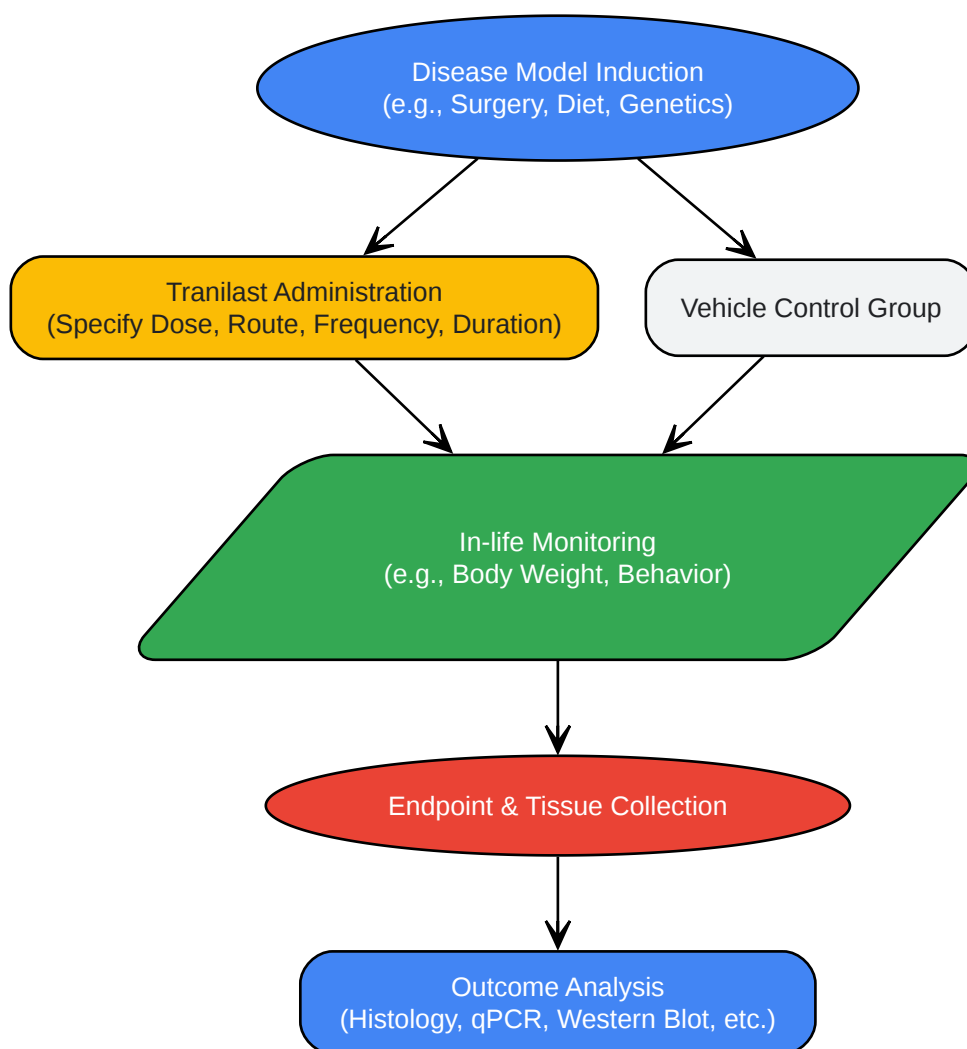 Disease Model Induction
(e.g., Surgery, Diet, Genetics)
Tranilast Administration
(Specify Dose, Route, Frequency, Duration)
Vehicle Control Group
In-life Monitoring
(e.g., Body Weight, Behavior)
Endpoint & Tissue Collection
Outcome Analysis
(Histology, qPCR, Western Blot, etc.)